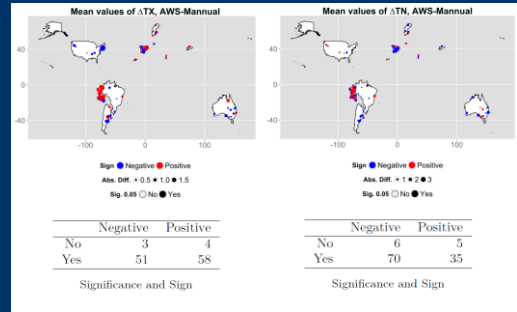 Mean values of ΔTX, AWS-Mannual
40
0
-40
-100
0
100
Sign Negative Positive
Abs. Diff. 0.5 1.0 1.5
Sig. 0.05 No Yes
Negative Positive
No 3 4
Yes 51 58
Significance and Sign
Mean values of ΔTN, AWS-Mannual
40
0
-40
-100
0
100
Sign Negative Positive
Abs. Diff. 1 2 3
Sig. 0.05 No Yes
Negative Positive
No 6 5
Yes 70 35
Significance and Sign